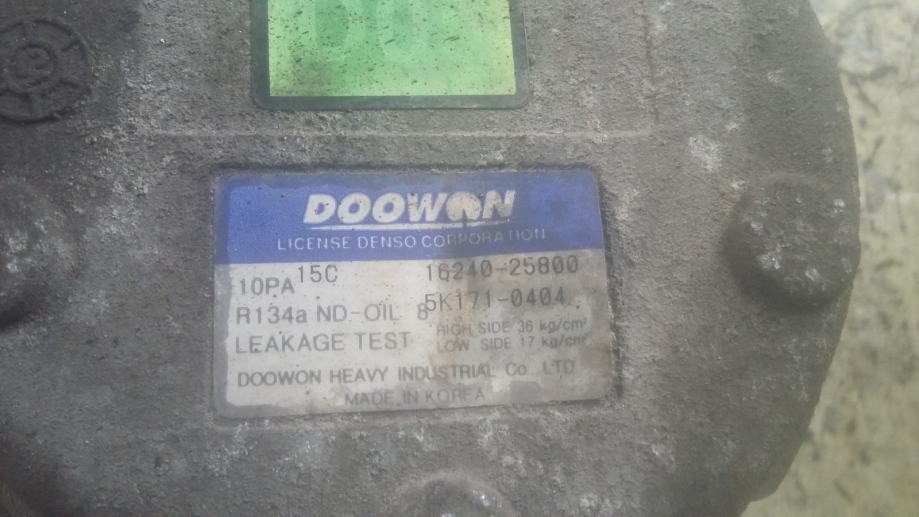 DOOWON
LICENSE DENSO CORPORATION
10PA 15C 16240-25800
R134a ND-OIL 8 5K171-0404
LEAKAGE TEST HIGH SIDE 36 kg/cm²
LOW SIDE 17 kg/cm²
DOOWON HEAVY INDUSTRIAL Co., LTD
MADE IN KOREA